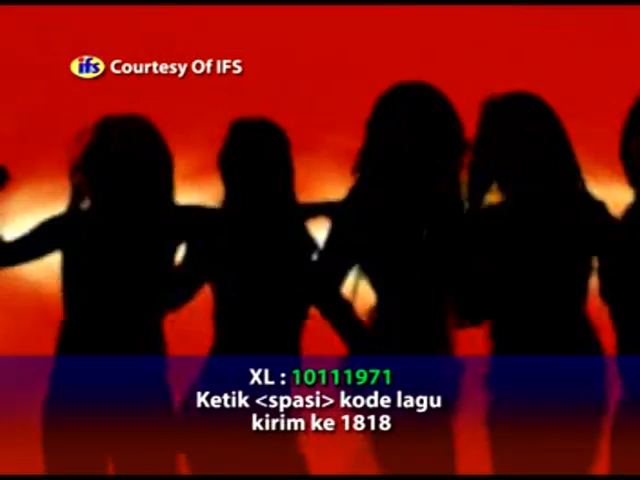 ifs Courtesy Of IFS
XL : 10111971
Ketik <spasi> kode lagu
kirim ke 1818